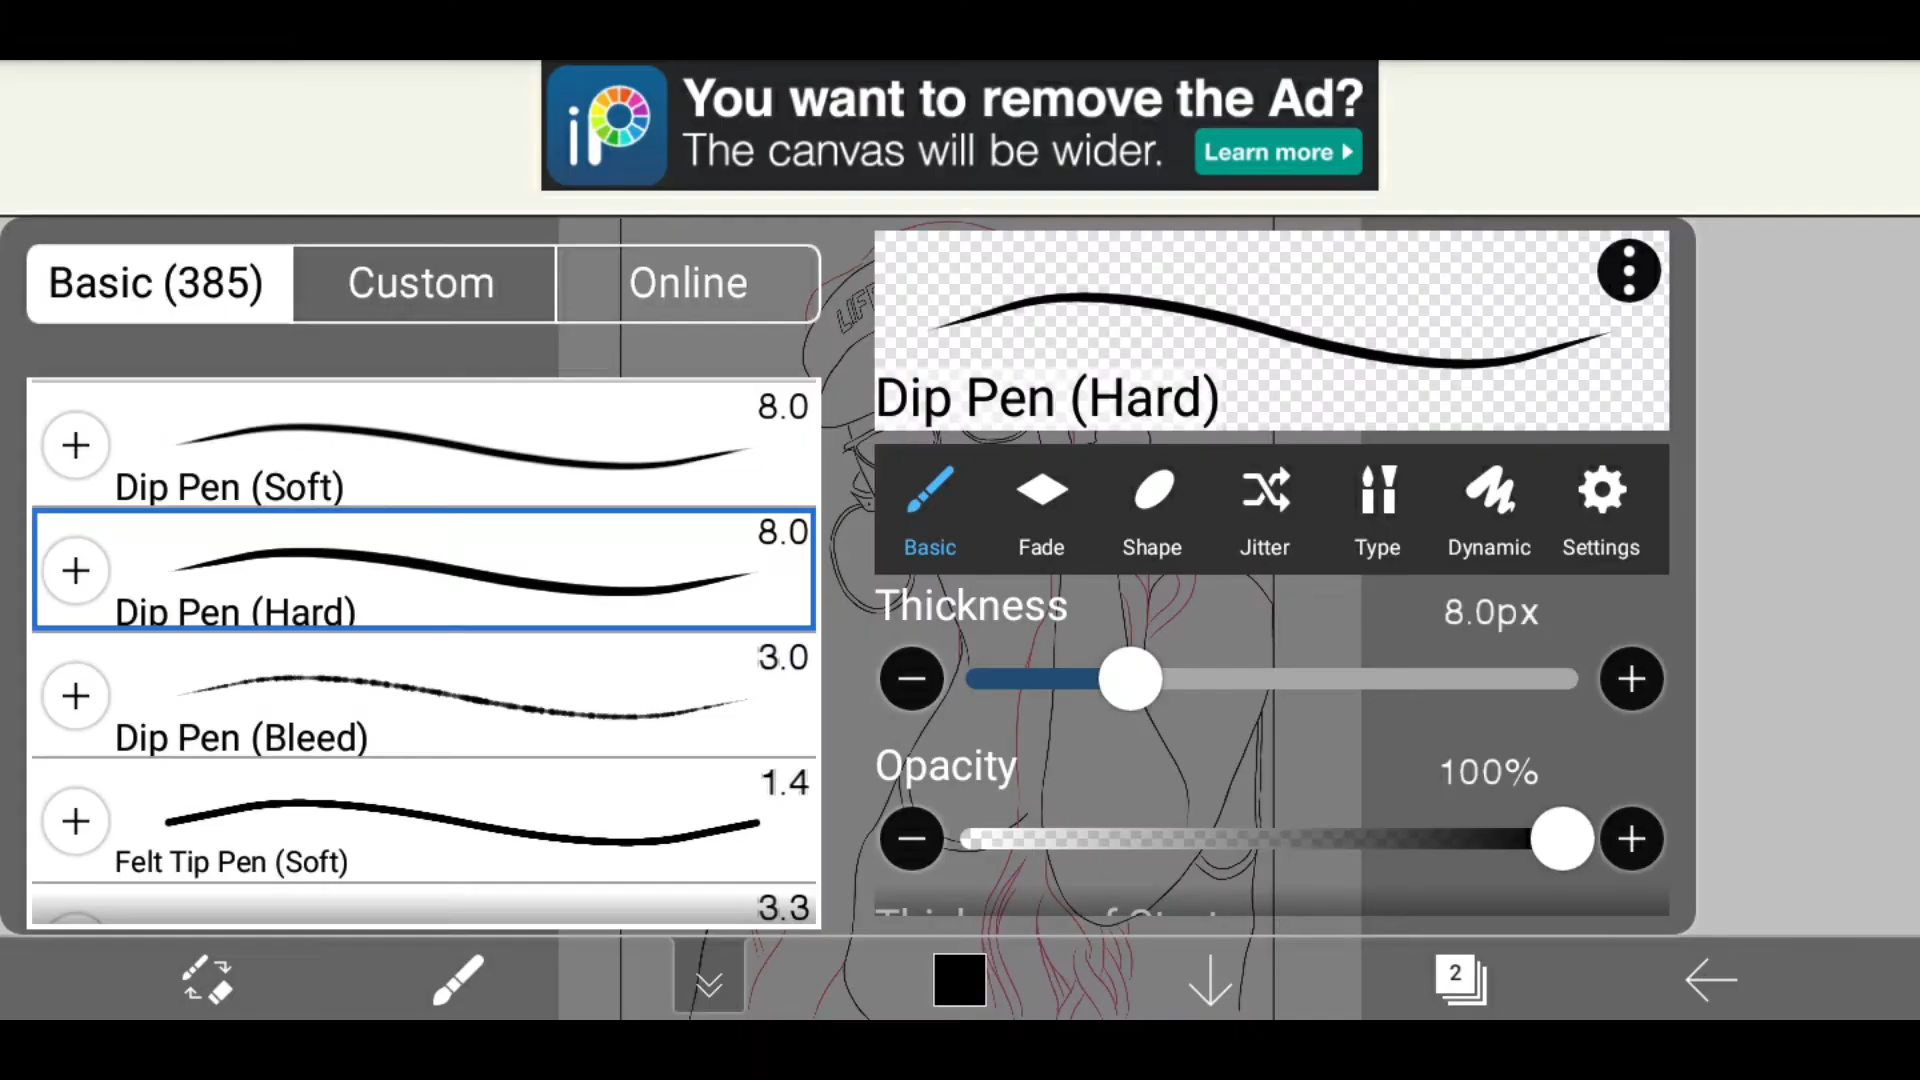 iP
You want to remove the Ad?
The canvas will be wider.
Learn more
Basic (385)
Custom
Online
LIFE
8.0
Dip Pen (Soft)
8.0
Dip Pen (Hard)
3.0
Dip Pen (Bleed)
1.4
Felt Tip Pen (Soft)
3.3
Dip Pen (Hard)
Basic
Fade
Shape
Jitter
Type
Dynamic
Settings
Thickness
8.0px
Opacity
100%
2